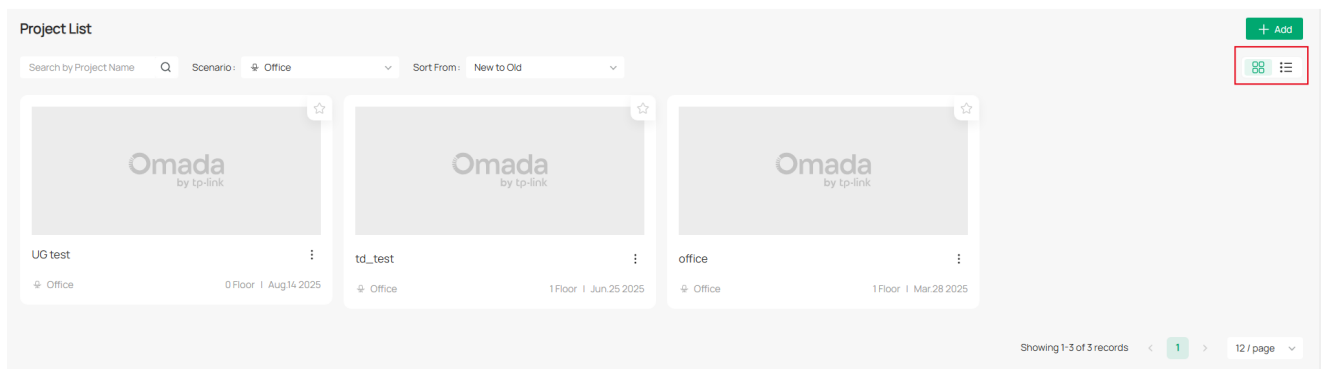 Project List
+ Add
Search by Project Name
Scenario: Office
Sort From: New to Old
Omada
by tp-link
Omada
by tp-link
Omada
by tp-link
UG test
td_test
office
Office
0 Floor | Aug.14 2025
Office
1 Floor | Jun.25 2025
Office
1 Floor | Mar.28 2025
Showing 1-3 of 3 records < 1 > 12 / page